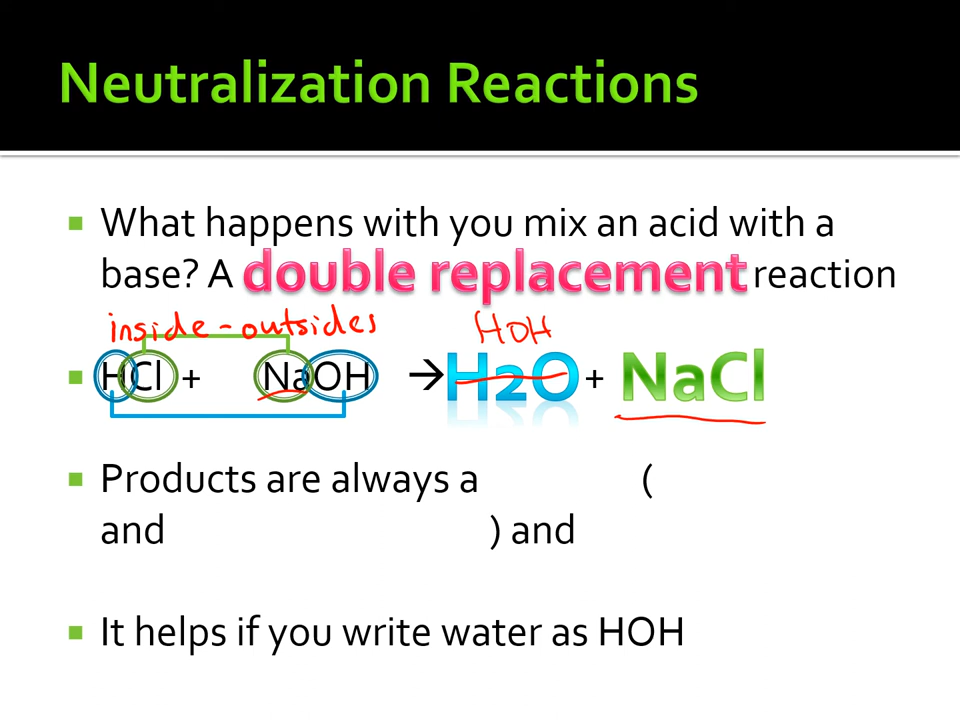 Neutralization Reactions
What happens with you mix an acid with a
base? A double replacement reaction
inside-outsides HOH
HCl + NaOH → H2O + NaCl
Products are always a (
and ) and
It helps if you write water as HOH